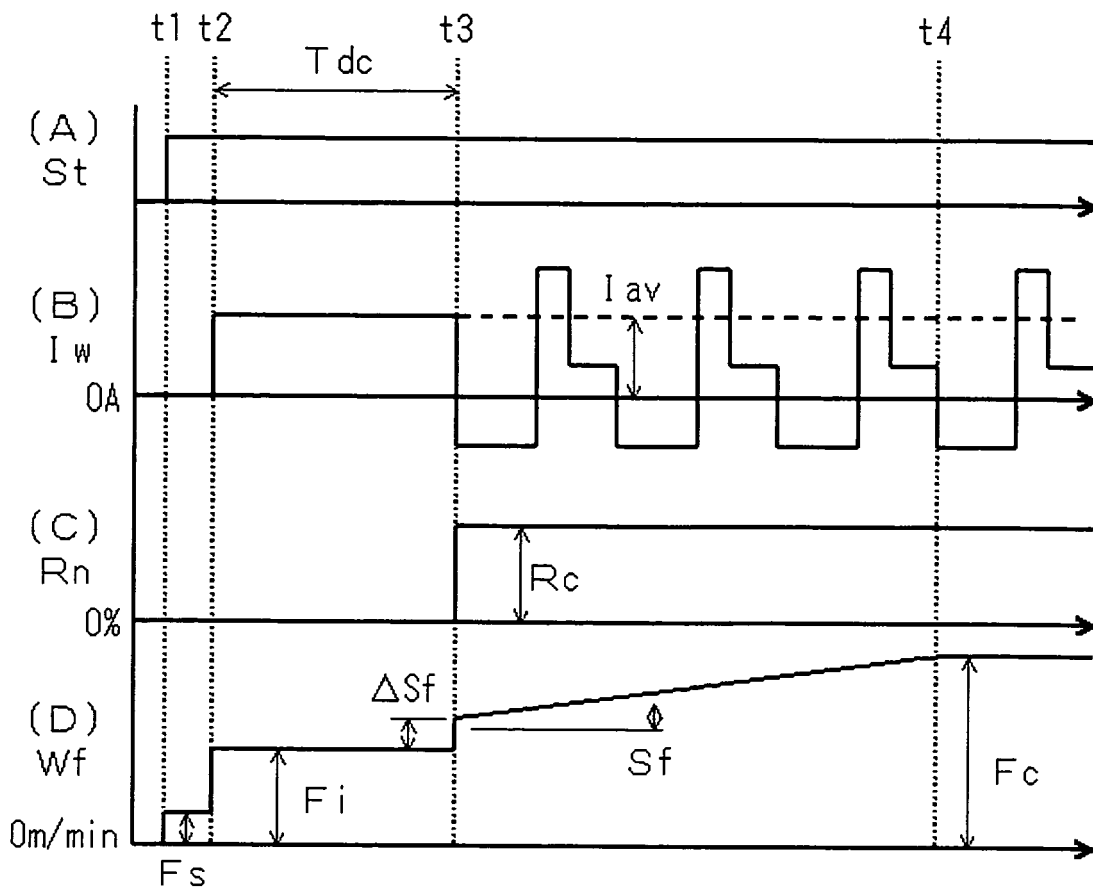 t1 t2 t3 t4
Tdc
(A)
St
(B)
Iw
Iav
0A
(C)
Rn
Rc
0%
ΔSf
(D)
Wf
Sf
Fi
Fc
0m/min
Fs